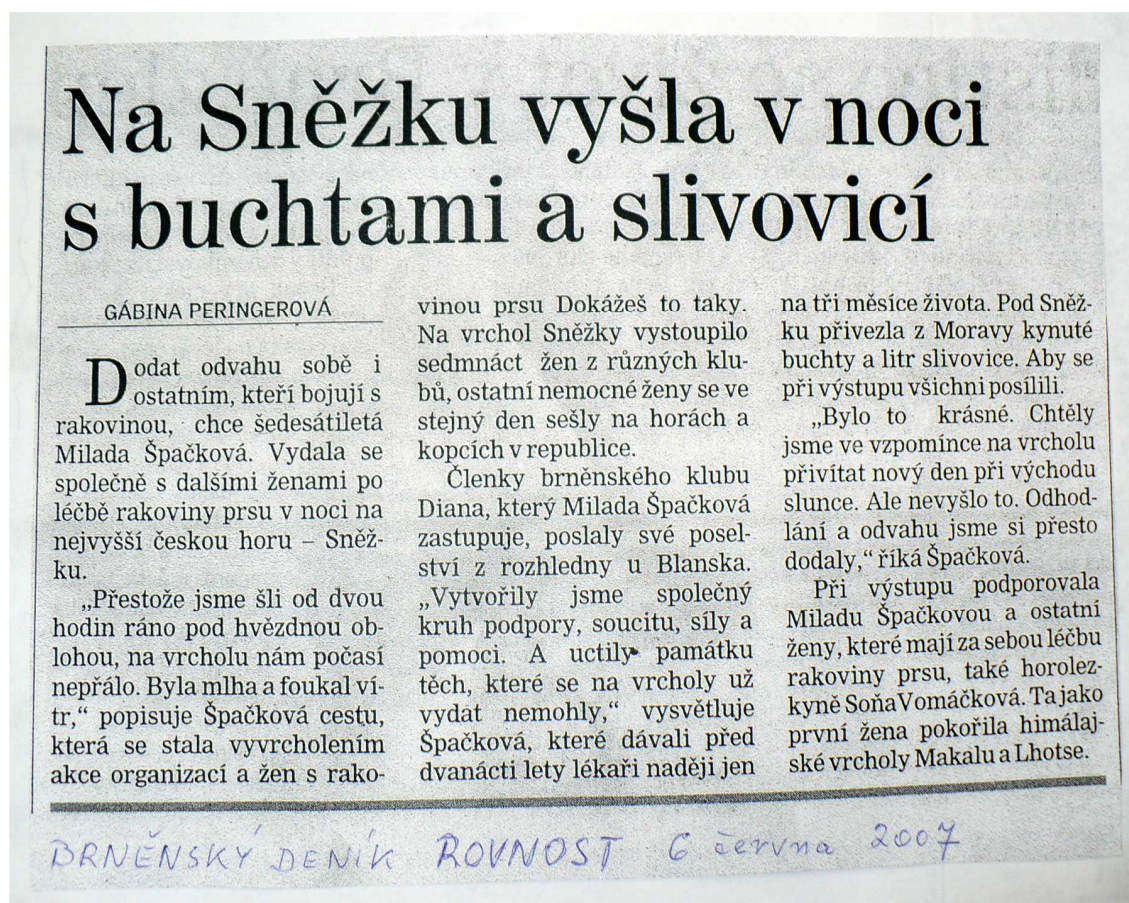 Na Sněžku vyšla v noci
s buchtami a slivovicí
GÁBINA PERINGEROVÁ
Dodat odvahu sobě i
ostatním, kteří bojují s
rakovinou, chce šedesátiletá
Milada Špačková. Vydala se
společně s dalšími ženami po
léčbě rakoviny prsu v noci na
nejvyšší českou horu – Sněž-
ku.
„Přestože jsme šli od dvou
hodin ráno pod hvězdnou ob-
lohou, na vrcholu nám počasí
nepřálo. Byla mlha a foukal ví-
tr,“ popisuje Špačková cestu,
která se stala vyvrcholením
akce organizací a žen s rako-
vinou prsu Dokážeš to taky.
Na vrchol Sněžky vystoupilo
sedmnáct žen z různých klu-
bů, ostatní nemocné ženy se ve
stejný den sešly na horách a
kopcích v republice.
Členky brněnského klubu
Diana, který Milada Špačková
zastupuje, poslaly své posel-
ství z rozhledny u Blanska.
„Vytvořily jsme společný
kruh podpory, soucitu, síly a
pomoci. A uctily památku
těch, které se na vrcholy už
vydat nemohly,“ vysvětluje
Špačková, které dávali před
dvanácti lety lékaři naději jen
na tři měsíce života. Pod Sněž-
ku přivezla z Moravy kynuté
buchty a litr slivovice. Aby se
při výstupu všichni posílili.
„Bylo to krásné. Chtěly
jsme ve vzpomínce na vrcholu
přivítat nový den při východu
slunce. Ale nevyšlo to. Odhod-
lání a odvahu jsme si přesto
dodaly,“ říká Špačková.
Při výstupu podporovala
Miladu Špačkovou a ostatní
ženy, které mají za sebou léčbu
rakoviny prsu, také horolez-
kyně Soňa Vomáčková. Ta jako
první žena pokořila himálaj-
ské vrcholy Makalu a Lhotse.
BRNĚNSKÝ DENÍK ROVNOST 6 června 2007